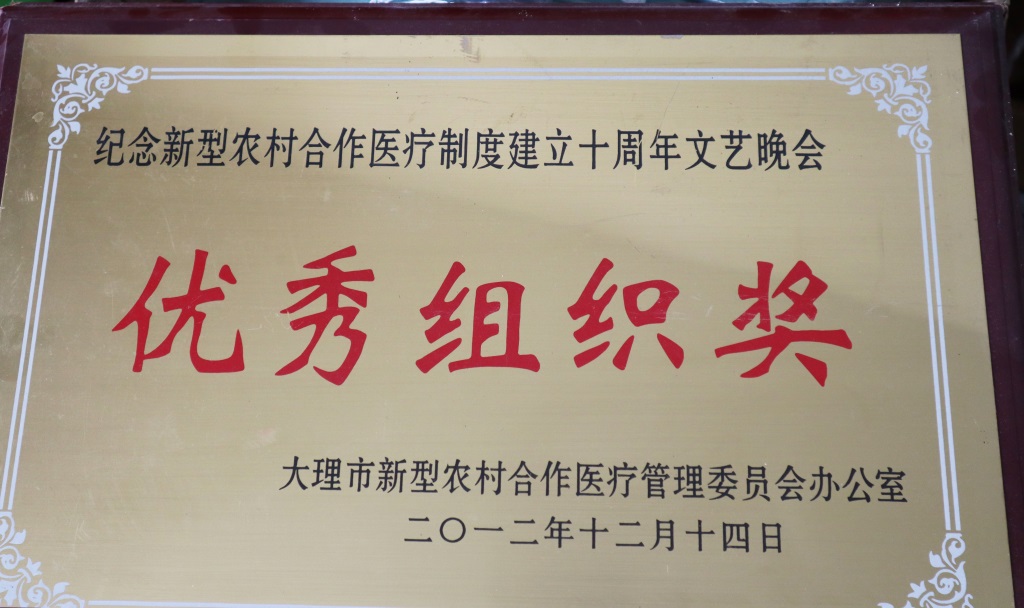 纪念新型农村合作医疗制度建立十周年文艺晚会
优秀组织奖
大理市新型农村合作医疗管理委员会办公室
二〇一二年十二月十四日